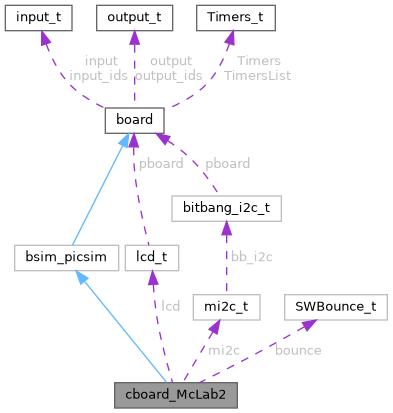 input_t
output_t
Timers_t
input
input_ids
output
output_ids
Timers
TimersList
board
pboard
pboard
bitbang_i2c_t
bsim_picsim
lcd_t
bb_i2c
mi2c_t
SWBounce_t
lcd
mi2c
bounce
cboard_McLab2